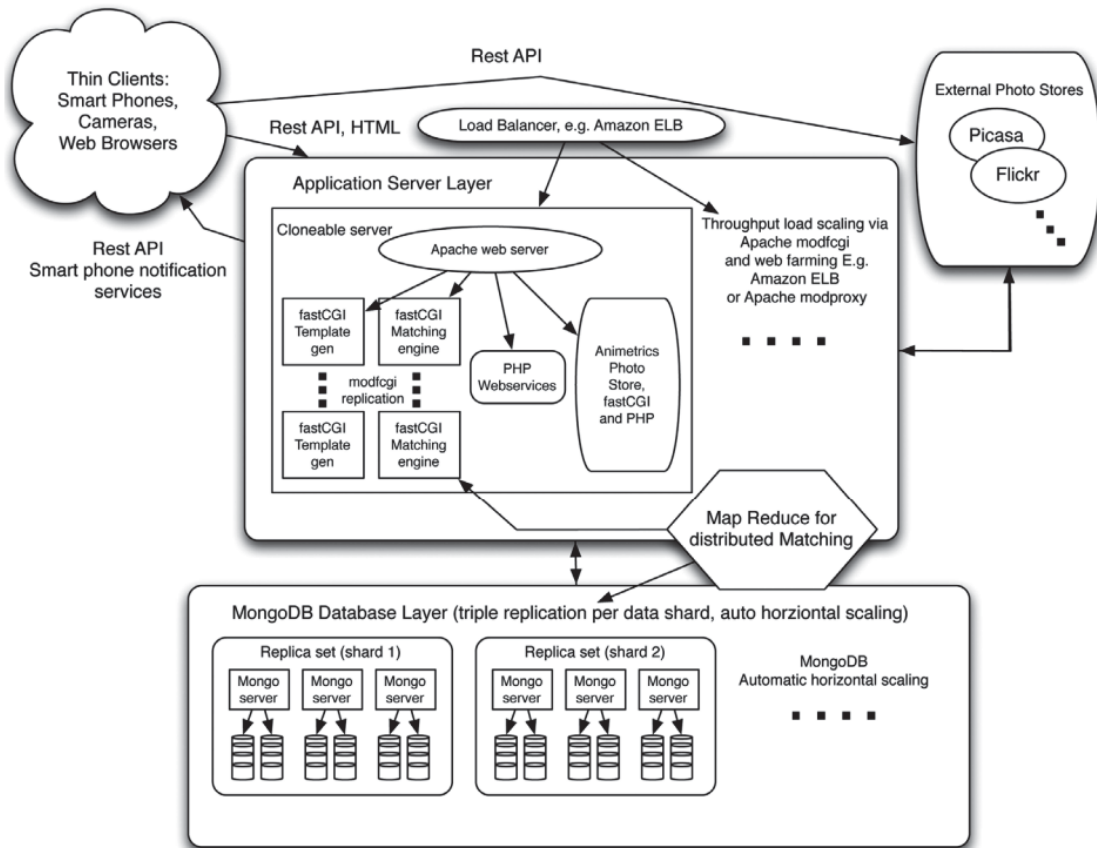 Rest API
Thin Clients:
Smart Phones,
Cameras,
Web Browsers
External Photo Stores
Picasa
Flickr
Rest API, HTML
Load Balancer, e.g. Amazon ELB
Application Server Layer
Cloneable server
Apache web server
Throughput load scaling via
Apache modfcgi
and web farming E.g.
Amazon ELB
or Apache modproxy
Rest API
Smart phone notification
services
fastCGI
Template
gen
fastCGI
Matching
engine
modfcgi
replication
fastCGI
Template
gen
fastCGI
Matching
engine
PHP
Webservices
Animetrics
Photo
Store,
fastCGI
and PHP
Map Reduce for
distributed Matching
MongoDB Database Layer (triple replication per data shard, auto horziontal scaling)
Replica set (shard 1)
Mongo
server
Mongo
server
Mongo
server
Replica set (shard 2)
Mongo
server
Mongo
server
Mongo
server
MongoDB
Automatic horizontal scaling